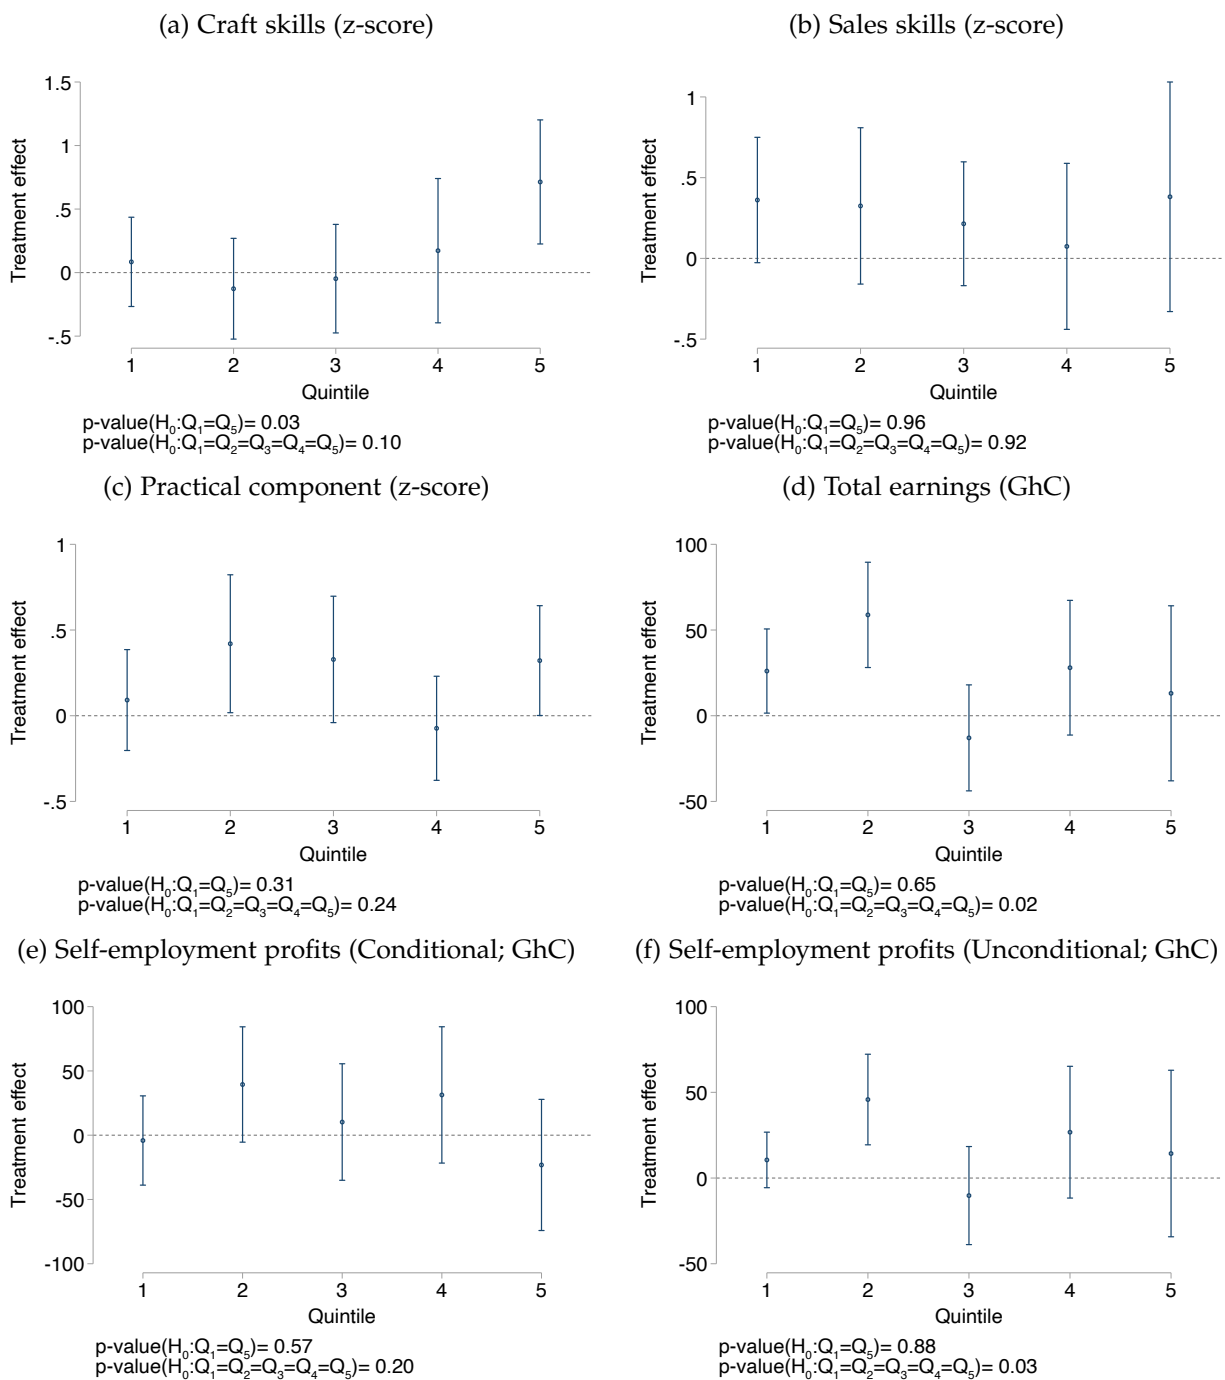 (a) Craft skills (z-score)
Treatment effect
1.5
1
.5
0
-.5
1 2 3 4 5
Quintile
p-value(H₀:Q₁=Q₅)= 0.03
p-value(H₀:Q₁=Q₂=Q₃=Q₄=Q₅)= 0.10
(b) Sales skills (z-score)
Treatment effect
1
.5
0
-.5
1 2 3 4 5
Quintile
p-value(H₀:Q₁=Q₅)= 0.96
p-value(H₀:Q₁=Q₂=Q₃=Q₄=Q₅)= 0.92
(c) Practical component (z-score)
Treatment effect
1
.5
0
-.5
1 2 3 4 5
Quintile
p-value(H₀:Q₁=Q₅)= 0.31
p-value(H₀:Q₁=Q₂=Q₃=Q₄=Q₅)= 0.24
(d) Total earnings (GhC)
Treatment effect
100
50
0
-50
1 2 3 4 5
Quintile
p-value(H₀:Q₁=Q₅)= 0.65
p-value(H₀:Q₁=Q₂=Q₃=Q₄=Q₅)= 0.02
(e) Self-employment profits (Conditional; GhC)
Treatment effect
100
50
0
-50
-100
1 2 3 4 5
Quintile
p-value(H₀:Q₁=Q₅)= 0.57
p-value(H₀:Q₁=Q₂=Q₃=Q₄=Q₅)= 0.20
(f) Self-employment profits (Unconditional; GhC)
Treatment effect
100
50
0
-50
1 2 3 4 5
Quintile
p-value(H₀:Q₁=Q₅)= 0.88
p-value(H₀:Q₁=Q₂=Q₃=Q₄=Q₅)= 0.03